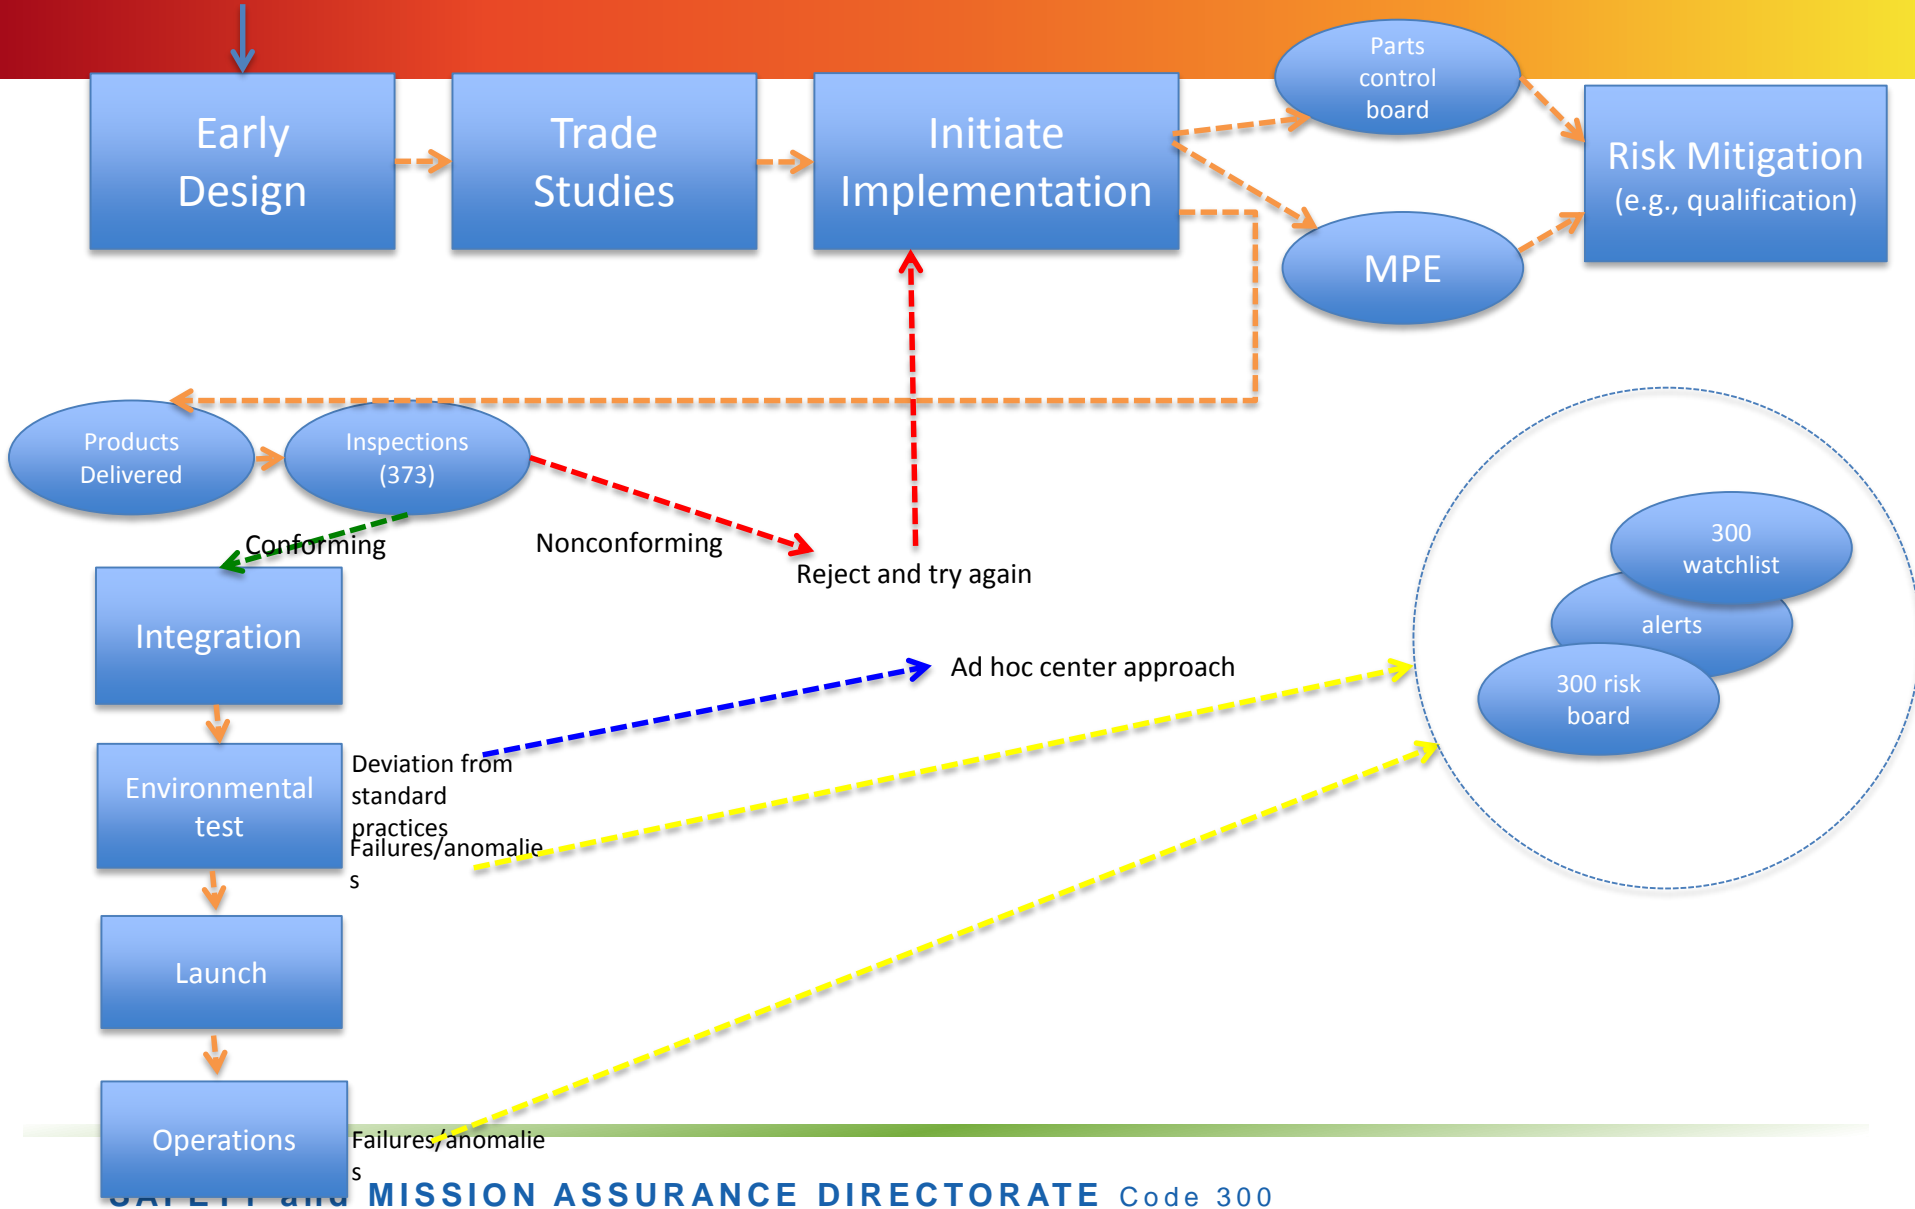 Early
Design
Trade
Studies
Initiate
Implementation
Parts
control
board
MPE
Risk Mitigation
(e.g., qualification)
Products
Delivered
Inspections
(373)
Conforming
Nonconforming
Reject and try again
Integration
Ad hoc center approach
300
watchlist
alerts
300 risk
board
Environmental
test
Deviation from
standard
practices
Failures/anomalie
s
Launch
Operations
Failures/anomalie
s
SAFETY and MISSION ASSURANCE DIRECTORATE Code 300